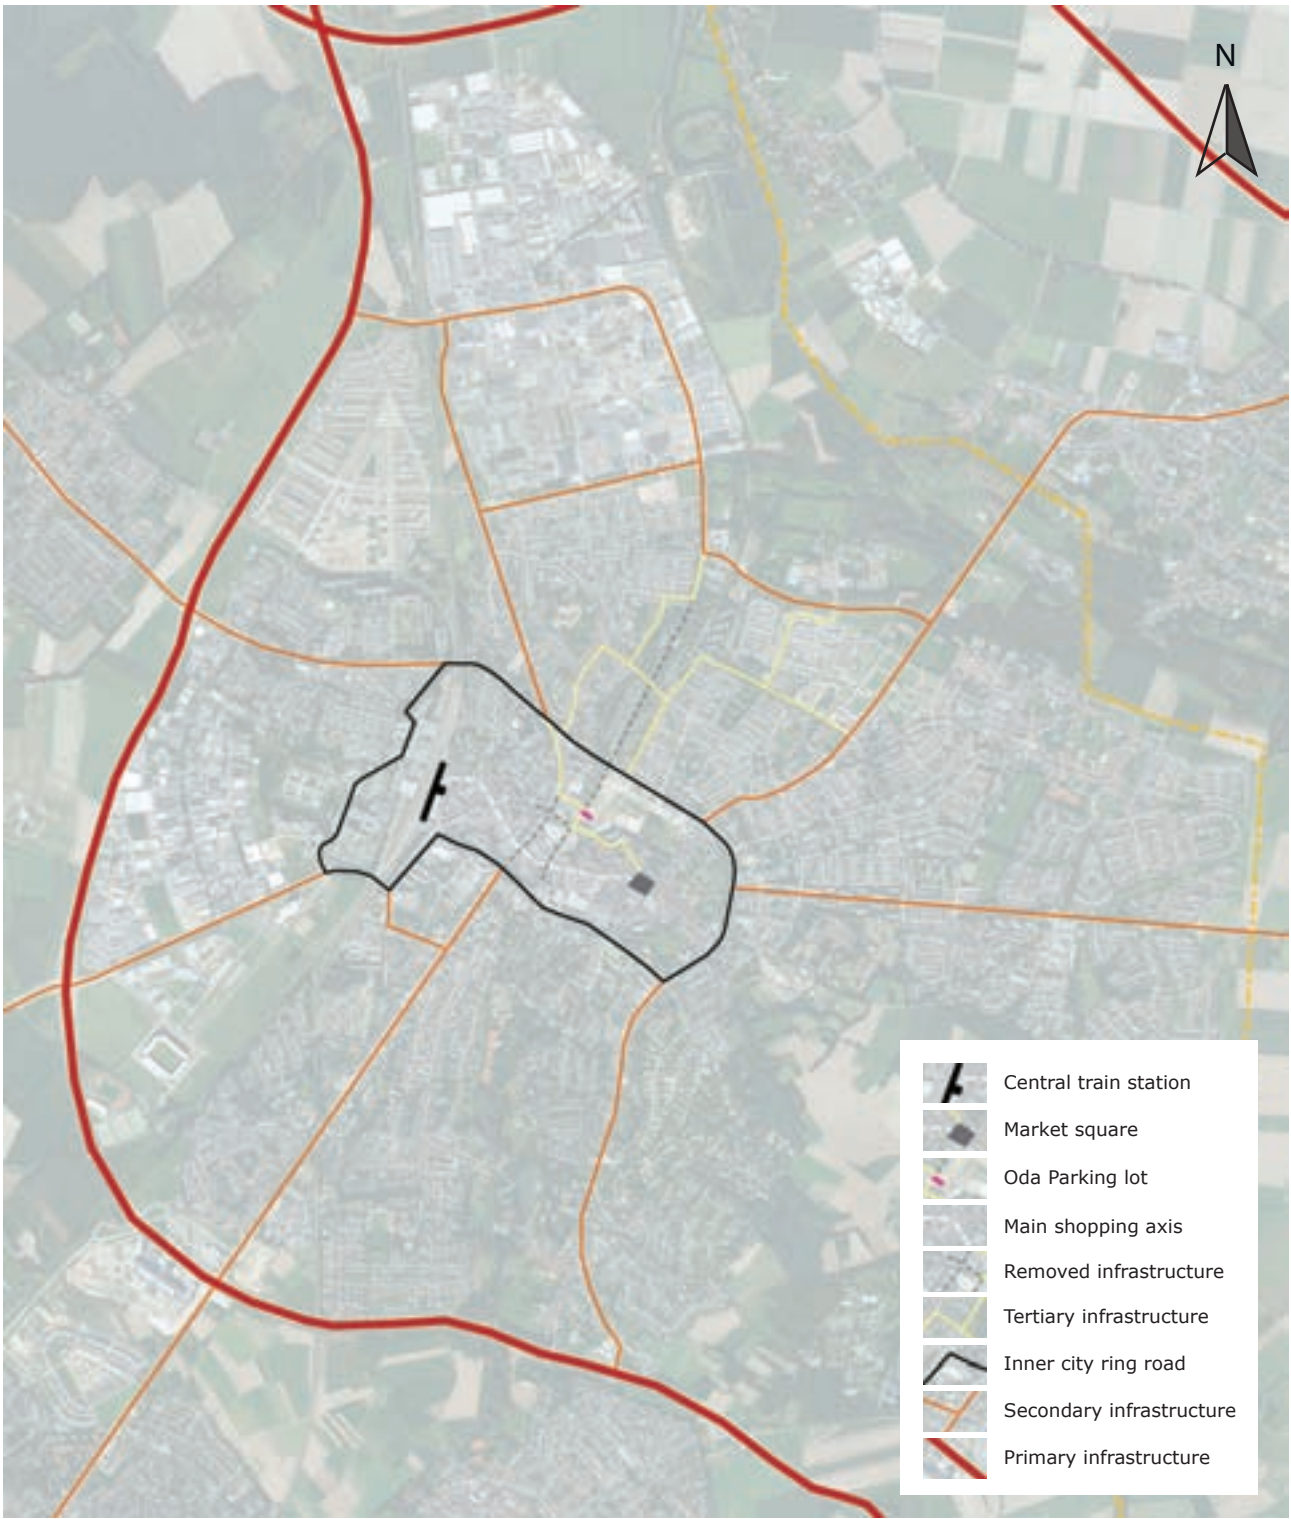 N
Central train station
Market square
Oda Parking lot
Main shopping axis
Removed infrastructure
Tertiary infrastructure
Inner city ring road
Secondary infrastructure
Primary infrastructure